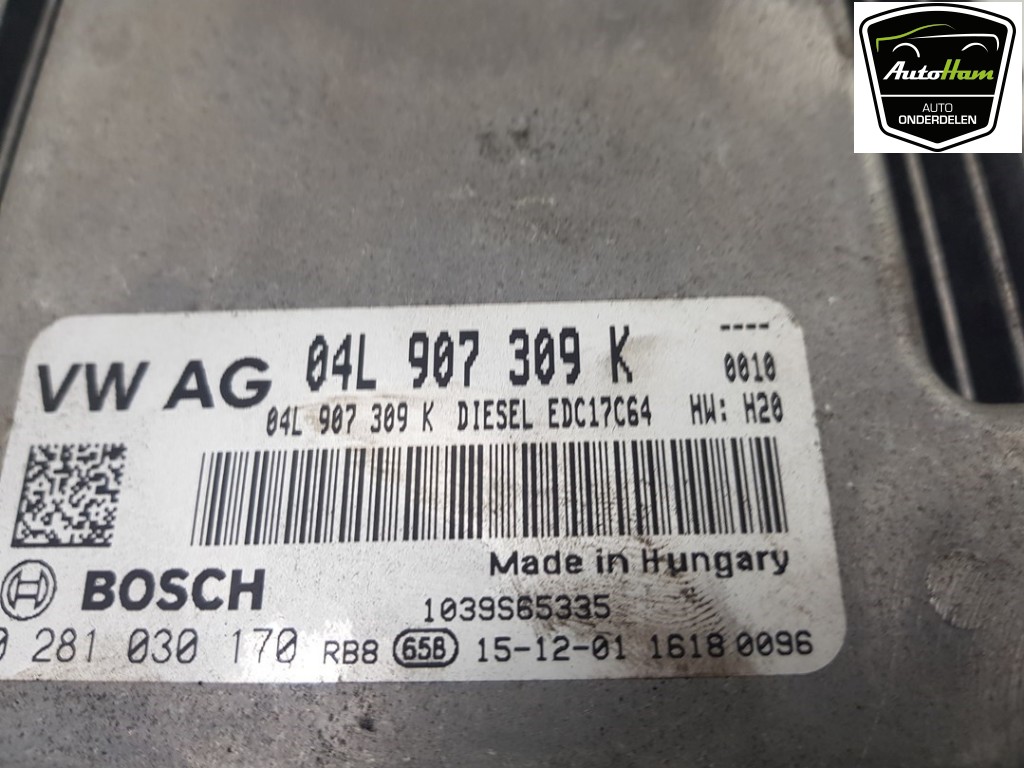 AutoHam
AUTO
ONDERDELEN
VW AG 04L 907 309 K ----
0010
04L 907 309 K DIESEL EDC17C64 HW: H20
Made in Hungary
BOSCH
1039S65335
0 281 030 170 RB8 65B 15-12-01 1618 0096